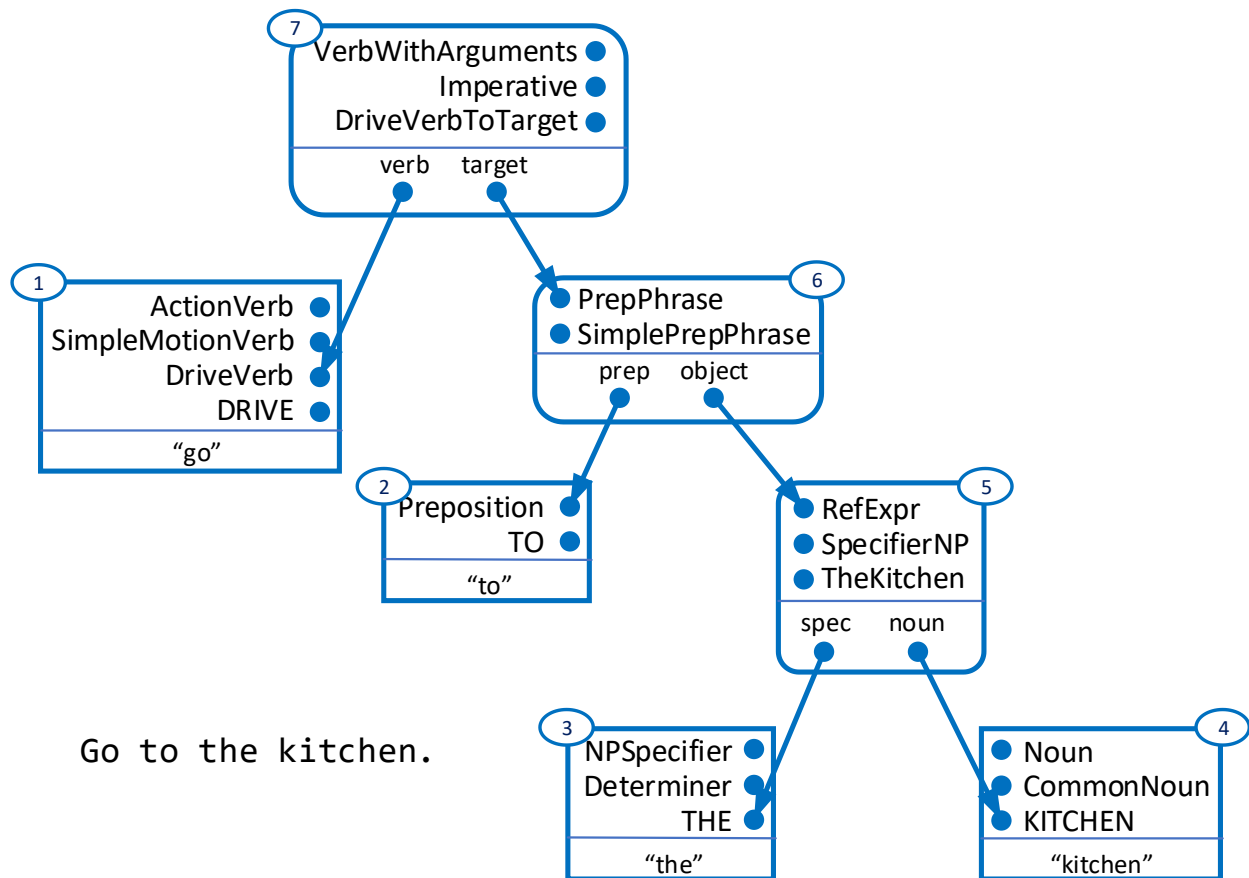 7
VerbWithArguments
Imperative
DriveVerbToTarget
verb target
1
ActionVerb
SimpleMotionVerb
DriveVerb
DRIVE
“go”
6
PrepPhrase
SimplePrepPhrase
prep object
2
Preposition
TO
“to”
5
RefExpr
SpecifierNP
TheKitchen
spec noun
Go to the kitchen.
3
NPSpecifier
Determiner
THE
“the”
4
Noun
CommonNoun
KITCHEN
“kitchen”